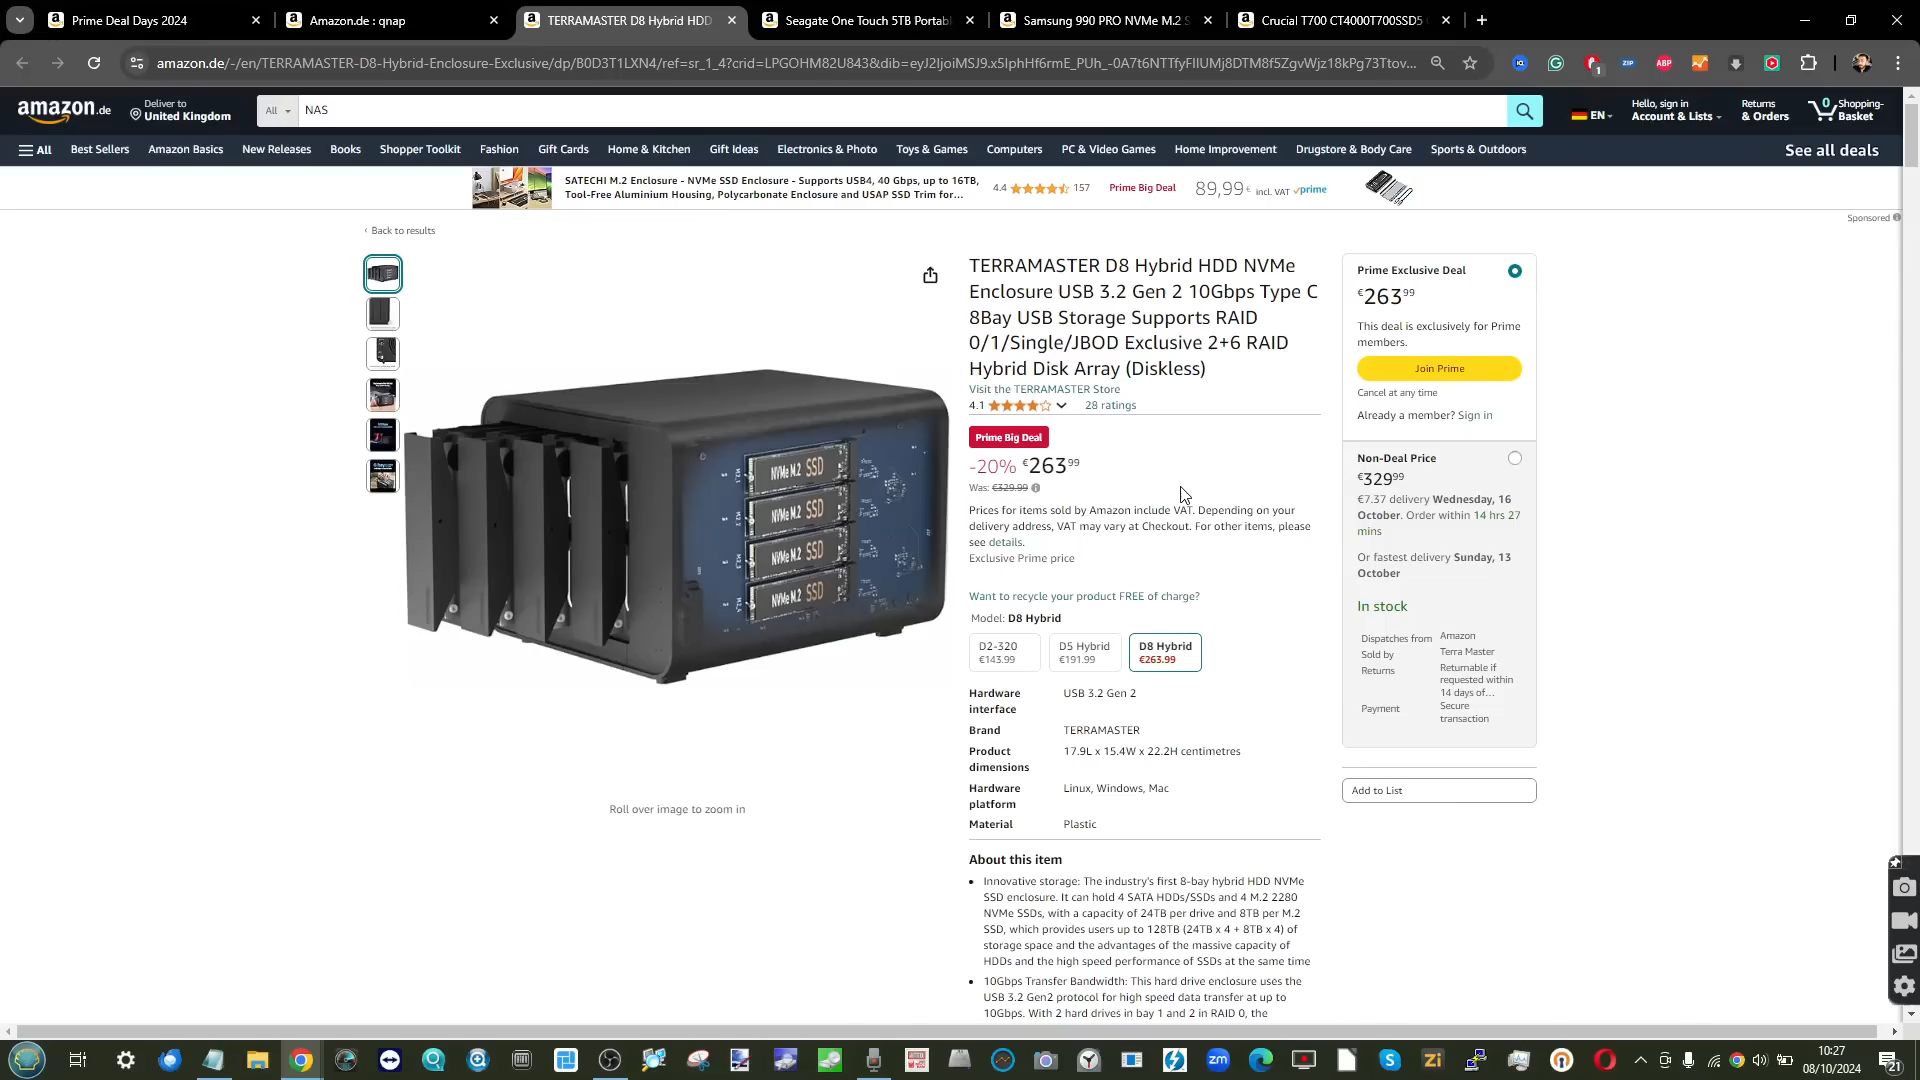 Prime Deal Days 2024
Amazon.de : qnap
TERRAMASTER D8 Hybrid HDD
Seagate One Touch 5TB Portab
Samsung 990 PRO NVMe M.2 S
Crucial T700 CT4000T700SSD5
amazon.de/-/en/TERRAMASTER-D8-Hybrid-Enclosure-Exclusive/dp/B0D3T1LXN4/ref=sr_1_4?crid=LPGOHM82U843&dib=eyJ2IjoiMSJ9.x5lphHf6rmE_PUh_-0A7t6NTTfyFIlUMj8DTM8f5ZgvWjz18kPg73Ttov...
amazon.de
Deliver to
United Kingdom
All
NAS
EN
Hello, sign in
Account & Lists
Returns
& Orders
0
Shopping-
Basket
All
Best Sellers
Amazon Basics
New Releases
Books
Shopper Toolkit
Fashion
Gift Cards
Home & Kitchen
Gift Ideas
Electronics & Photo
Toys & Games
Computers
PC & Video Games
Home Improvement
Drugstore & Body Care
Sports & Outdoors
See all deals
SATECHI M.2 Enclosure - NVMe SSD Enclosure - Supports USB4, 40 Gbps, up to 16TB,
Tool-Free Aluminium Housing, Polycarbonate Enclosure and USAP SSD Trim for...
4.4
157
Prime Big Deal
89,99 €
incl. VAT
prime
Sponsored
‹ Back to results
TERRAMASTER D8 Hybrid HDD NVMe
Enclosure USB 3.2 Gen 2 10Gbps Type C
8Bay USB Storage Supports RAID
0/1/Single/JBOD Exclusive 2+6 RAID
Hybrid Disk Array (Diskless)
Visit the TERRAMASTER Store
4.1
28 ratings
Prime Big Deal
-20% €26399
Was: €329.99
Prices for items sold by Amazon include VAT. Depending on your
delivery address, VAT may vary at Checkout. For other items, please
see details.
Exclusive Prime price
Want to recycle your product FREE of charge?
Model: D8 Hybrid
D2-320
€143.99
D5 Hybrid
€191.99
D8 Hybrid
€263.99
Hardware
interface
USB 3.2 Gen 2
Brand
TERRAMASTER
Product
dimensions
17.9L x 15.4W x 22.2H centimetres
Hardware
platform
Linux, Windows, Mac
Material
Plastic
About this item
• Innovative storage: The industry's first 8-bay hybrid HDD NVMe
SSD enclosure. It can hold 4 SATA HDDs/SSDs and 4 M.2 2280
NVMe SSDs, with a capacity of 24TB per drive and 8TB per M.2
SSD, which provides users up to 128TB (24TB x 4 + 8TB x 4) of
storage space and the advantages of the massive capacity of
HDDs and the high speed performance of SSDs at the same time
• 10Gbps Transfer Bandwidth: This hard drive enclosure uses the
USB 3.2 Gen2 protocol for high speed data transfer at up to
10Gbps. With 2 hard drives in bay 1 and 2 in RAID 0, the
NVMe M.2 SSD
NVMe M.2 SSD
NVMe M.2 SSD
NVMe M.2 SSD
Roll over image to zoom in
Prime Exclusive Deal
€26399
This deal is exclusively for Prime
members.
Join Prime
Cancel at any time
Already a member? Sign in
Non-Deal Price
€32999
€7.37 delivery Wednesday, 16
October. Order within 14 hrs 27
mins
Or fastest delivery Sunday, 13
October
In stock
Dispatches from
Amazon
Sold by
Terra Master
Returns
Returnable if
requested within
14 days of...
Payment
Secure
transaction
Add to List
10:27
08/10/2024
21